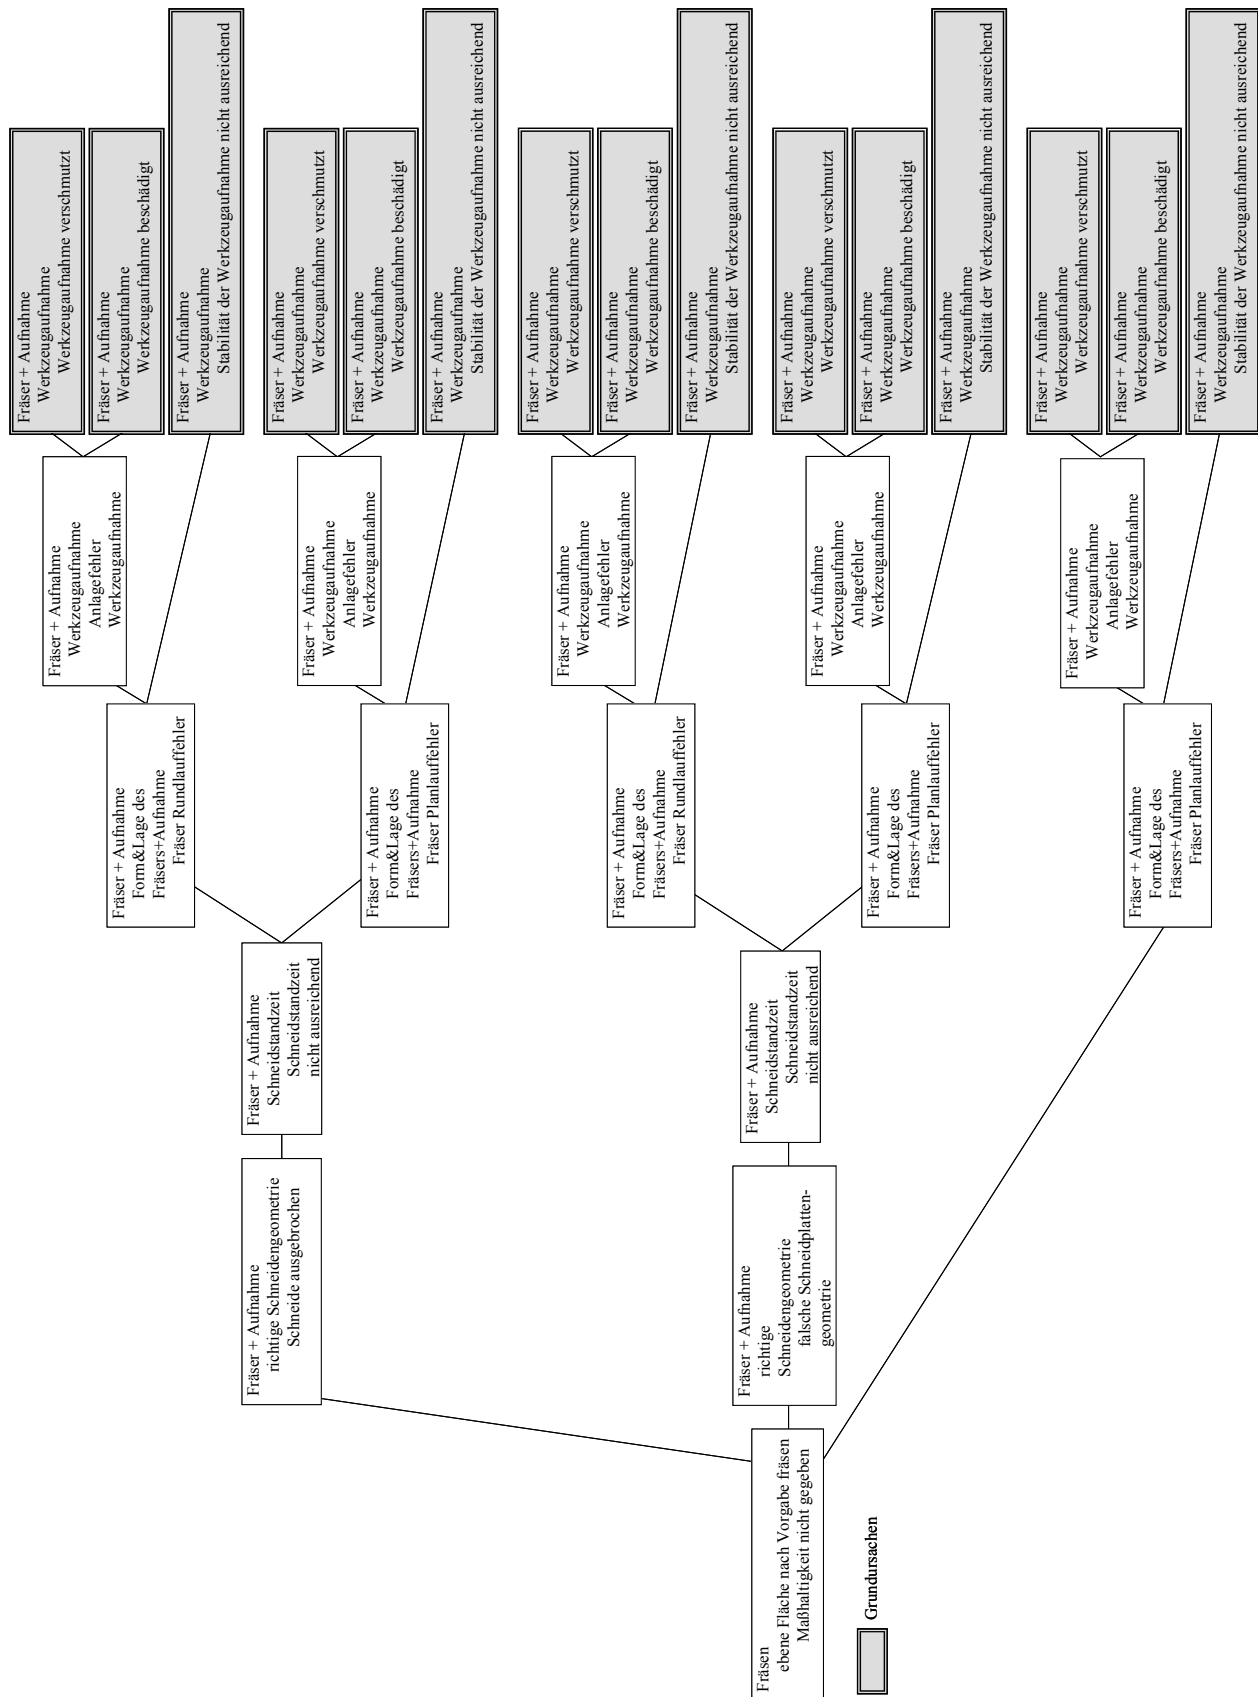 Fräsen
ebene Fläche nach Vorgabe fräsen
Maßhaltigkeit nicht gegeben
Grundursachen
Fräser + Aufnahme
richtige Schneidengeometrie
Schneide ausgebrochen
Fräser + Aufnahme
richtige
Schneidengeometrie
falsche Schneidplatten-
geometrie
Fräser + Aufnahme
Schneidstandzeit
Schneidstandzeit
nicht ausreichend
Fräser + Aufnahme
Schneidstandzeit
Schneidstandzeit
nicht ausreichend
Fräser + Aufnahme
Form&Lage des
Fräsers+Aufnahme
Fräser Rundlauffehler
Fräser + Aufnahme
Form&Lage des
Fräsers+Aufnahme
Fräser Planlauffehler
Fräser + Aufnahme
Form&Lage des
Fräsers+Aufnahme
Fräser Rundlauffehler
Fräser + Aufnahme
Form&Lage des
Fräsers+Aufnahme
Fräser Planlauffehler
Fräser + Aufnahme
Form&Lage des
Fräsers+Aufnahme
Fräser Planlauffehler
Fräser + Aufnahme
Werkzeugaufnahme
Anlagefehler
Werkzeugaufnahme
Fräser + Aufnahme
Werkzeugaufnahme
Anlagefehler
Werkzeugaufnahme
Fräser + Aufnahme
Werkzeugaufnahme
Anlagefehler
Werkzeugaufnahme
Fräser + Aufnahme
Werkzeugaufnahme
Anlagefehler
Werkzeugaufnahme
Fräser + Aufnahme
Werkzeugaufnahme
Anlagefehler
Werkzeugaufnahme
Fräser + Aufnahme
Werkzeugaufnahme
Werkzeugaufnahme verschmutzt
Fräser + Aufnahme
Werkzeugaufnahme
Werkzeugaufnahme beschädigt
Fräser + Aufnahme
Werkzeugaufnahme
Stabilität der Werkzeugaufnahme nicht ausreichend
Fräser + Aufnahme
Werkzeugaufnahme
Werkzeugaufnahme verschmutzt
Fräser + Aufnahme
Werkzeugaufnahme
Werkzeugaufnahme beschädigt
Fräser + Aufnahme
Werkzeugaufnahme
Stabilität der Werkzeugaufnahme nicht ausreichend
Fräser + Aufnahme
Werkzeugaufnahme
Werkzeugaufnahme verschmutzt
Fräser + Aufnahme
Werkzeugaufnahme
Werkzeugaufnahme beschädigt
Fräser + Aufnahme
Werkzeugaufnahme
Stabilität der Werkzeugaufnahme nicht ausreichend
Fräser + Aufnahme
Werkzeugaufnahme
Werkzeugaufnahme verschmutzt
Fräser + Aufnahme
Werkzeugaufnahme
Werkzeugaufnahme beschädigt
Fräser + Aufnahme
Werkzeugaufnahme
Stabilität der Werkzeugaufnahme nicht ausreichend
Fräser + Aufnahme
Werkzeugaufnahme
Werkzeugaufnahme verschmutzt
Fräser + Aufnahme
Werkzeugaufnahme
Werkzeugaufnahme beschädigt
Fräser + Aufnahme
Werkzeugaufnahme
Stabilität der Werkzeugaufnahme nicht ausreichend